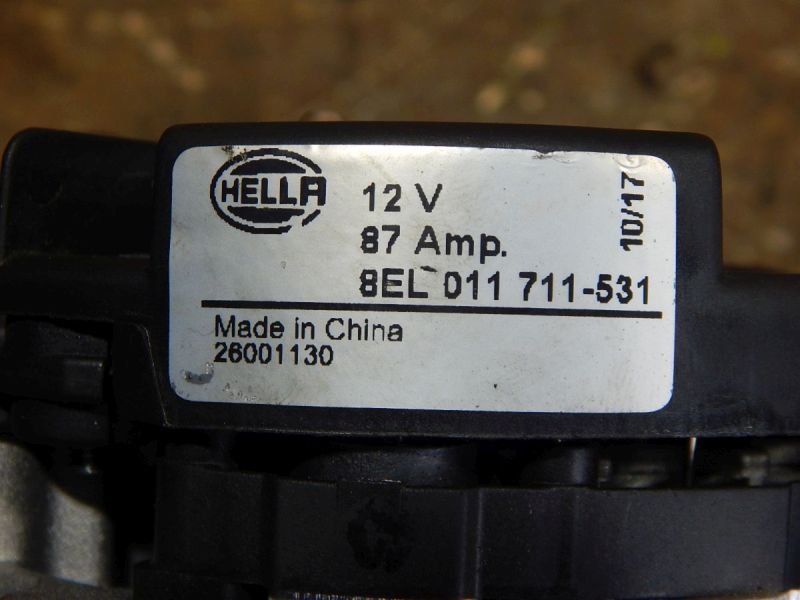 HELLA
12 V
87 Amp.
8EL 011 711-531
10/17
Made in China
26001130